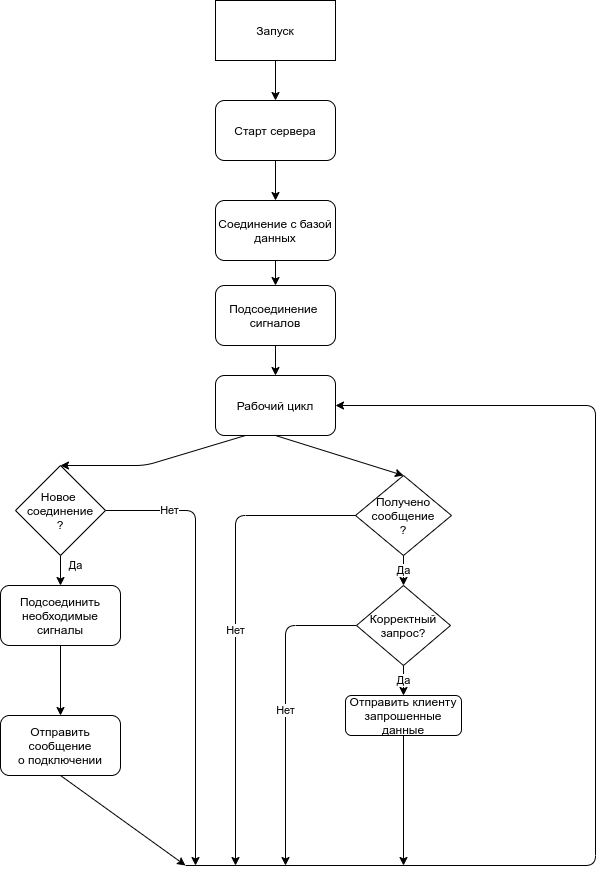 Запуск
Старт сервера
Соединение с базой
данных
Подсоединение
сигналов
Рабочий цикл
Новое
соединение
?
Нет
Да
Подсоединить
необходимые
сигналы
Отправить
сообщение
о подключении
Получено
сообщение
?
Нет
Да
Корректный
запрос?
Нет
Да
Отправить клиенту
запрошенные
данные